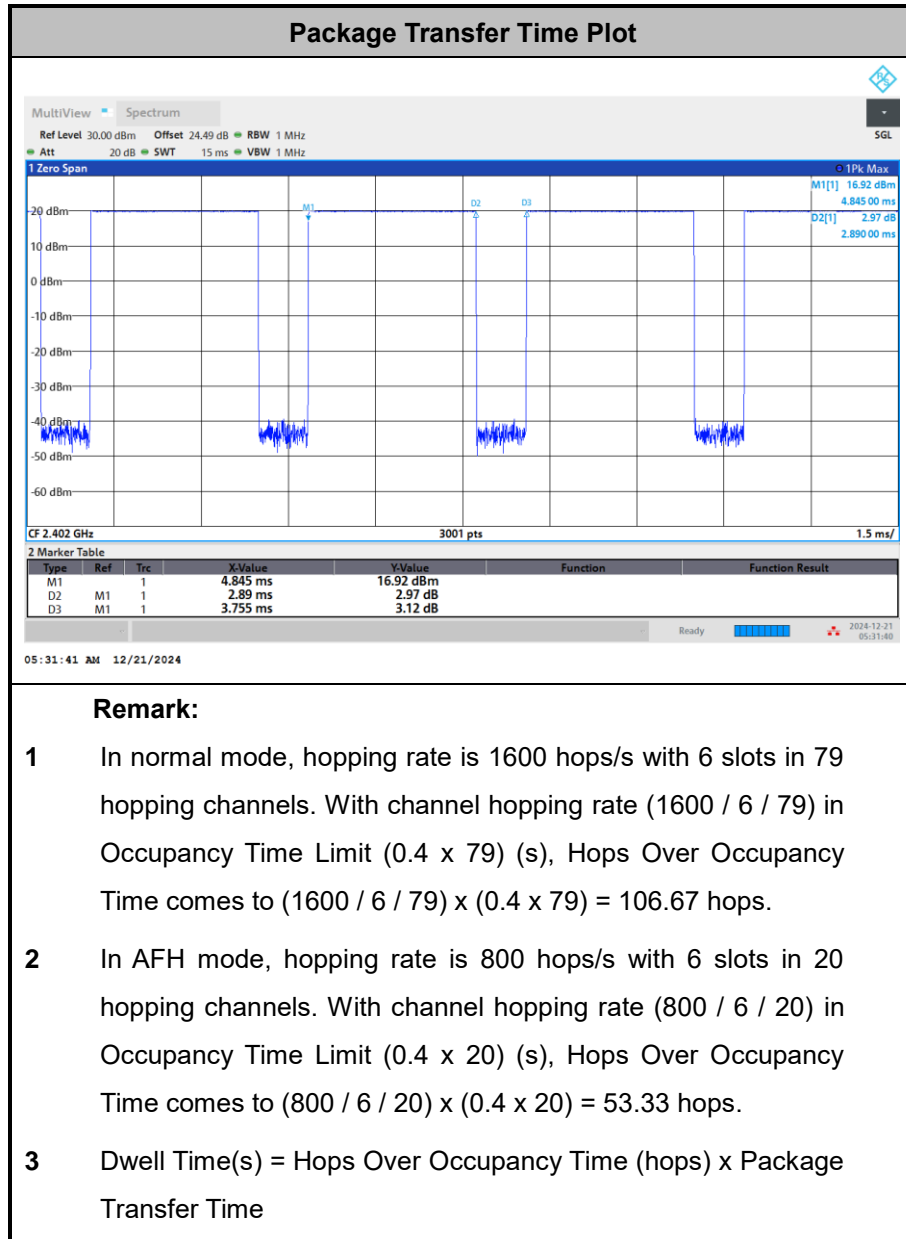 Package Transfer Time Plot
R&S
MultiView Spectrum
Ref Level 30.00 dBm Offset 24.49 dB RBW 1 MHz SGL
Att 20 dB SWT 15 ms VBW 1 MHz
1 Zero Span 1Pk Max
M1[1] 16.92 dBm
4.845 00 ms
D2[1] 2.97 dB
2.890 00 ms
M1
D2
D3
20 dBm
10 dBm
0 dBm
-10 dBm
-20 dBm
-30 dBm
-40 dBm
-50 dBm
-60 dBm
CF 2.402 GHz 3001 pts 1.5 ms/
2 Marker Table
Type Ref Trc X-Value Y-Value Function Function Result
M1 1 4.845 ms 16.92 dBm
D2 M1 1 2.89 ms 2.97 dB
D3 M1 1 3.755 ms 3.12 dB
Ready 2024-12-21
05:31:40
05:31:41 AM 12/21/2024
Remark:
1 In normal mode, hopping rate is 1600 hops/s with 6 slots in 79
hopping channels. With channel hopping rate (1600 / 6 / 79) in
Occupancy Time Limit (0.4 x 79) (s), Hops Over Occupancy
Time comes to (1600 / 6 / 79) x (0.4 x 79) = 106.67 hops.
2 In AFH mode, hopping rate is 800 hops/s with 6 slots in 20
hopping channels. With channel hopping rate (800 / 6 / 20) in
Occupancy Time Limit (0.4 x 20) (s), Hops Over Occupancy
Time comes to (800 / 6 / 20) x (0.4 x 20) = 53.33 hops.
3 Dwell Time(s) = Hops Over Occupancy Time (hops) x Package
Transfer Time